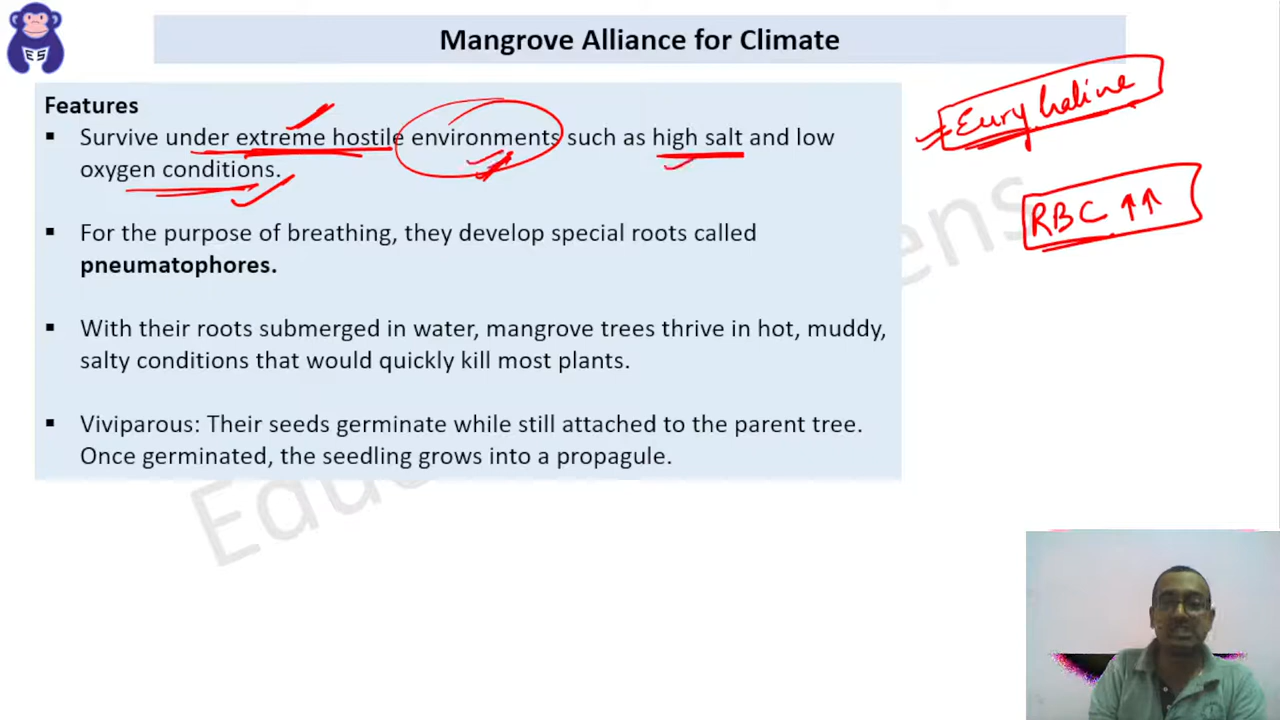 ES
Mangrove Alliance for Climate
Features
▪ Survive under extreme hostile environments such as high salt and low
oxygen conditions.
▪ For the purpose of breathing, they develop special roots called
pneumatophores.
▪ With their roots submerged in water, mangrove trees thrive in hot, muddy,
salty conditions that would quickly kill most plants.
▪ Viviparous: Their seeds germinate while still attached to the parent tree.
Once germinated, the seedling grows into a propagule.
Eury haline
RBC ↑↑